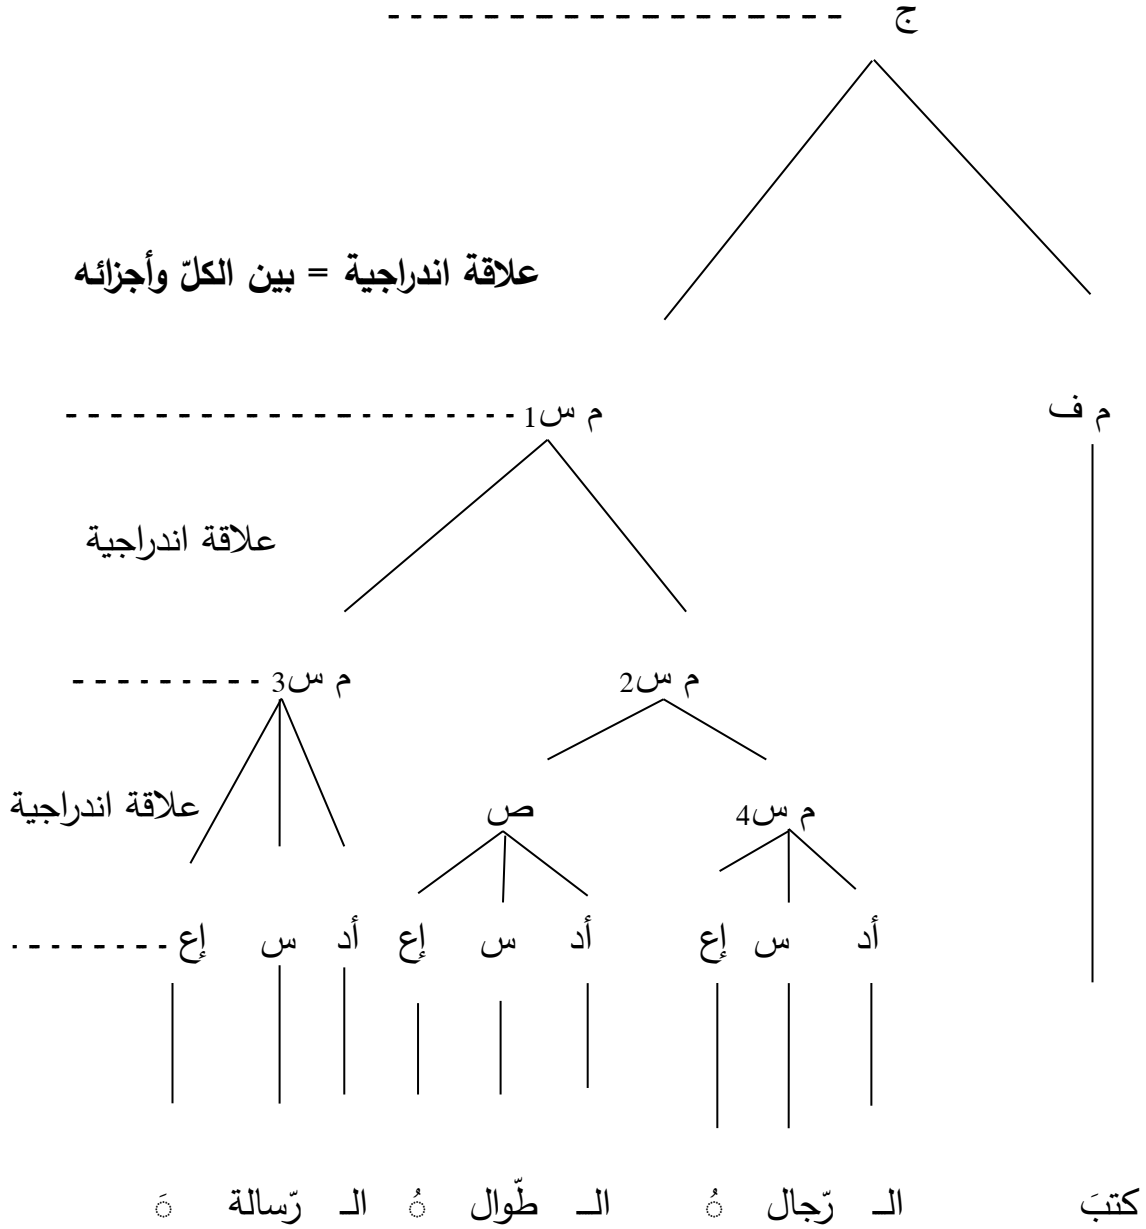 ج
علاقة اندراجية = بين الكلّ وأجزائه
م ف م س1
علاقة اندراجية
م س2 م س3
م س4 ص علاقة اندراجية
أد س إع أد س إع أد س إع
كتبَ الـ رّجال ُ الـ طّوال ُ الـ رّسالة َ